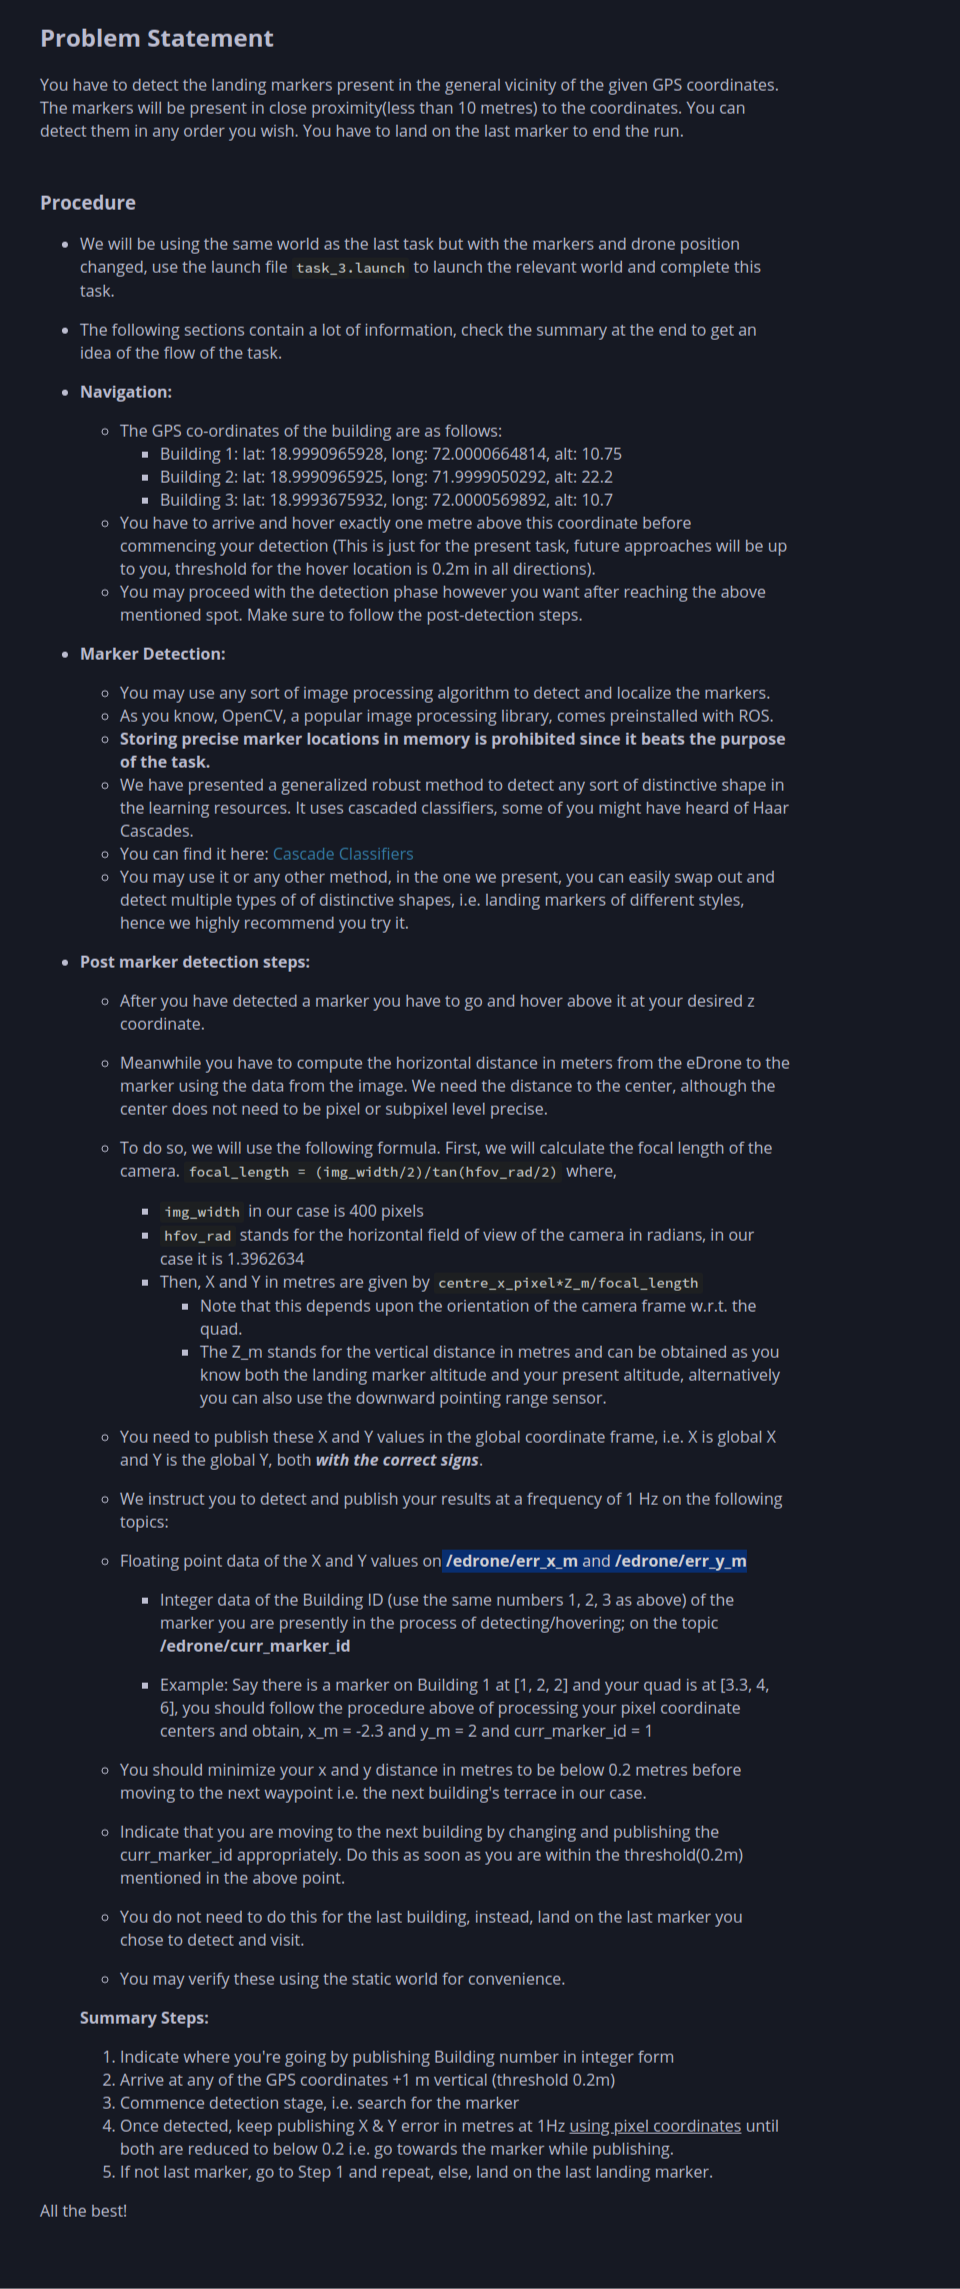 Problem Statement
You have to detect the landing markers present in the general vicinity of the given GPS coordinates.
The markers will be present in close proximity(less than 10 metres) to the coordinates. You can
detect them in any order you wish. You have to land on the last marker to end the run.
Procedure
• We will be using the same world as the last task but with the markers and drone position
changed, use the launch file task_3.launch to launch the relevant world and complete this
task.
• The following sections contain a lot of information, check the summary at the end to get an
idea of the flow of the task.
• Navigation:
◦ The GPS co-ordinates of the building are as follows:
▪ Building 1: lat: 18.9990965928, long: 72.0000664814, alt: 10.75
▪ Building 2: lat: 18.9990965925, long: 71.9999050292, alt: 22.2
▪ Building 3: lat: 18.9993675932, long: 72.0000569892, alt: 10.7
◦ You have to arrive and hover exactly one metre above this coordinate before
commencing your detection (This is just for the present task, future approaches will be up
to you, threshold for the hover location is 0.2m in all directions).
◦ You may proceed with the detection phase however you want after reaching the above
mentioned spot. Make sure to follow the post-detection steps.
• Marker Detection:
◦ You may use any sort of image processing algorithm to detect and localize the markers.
◦ As you know, OpenCV, a popular image processing library, comes preinstalled with ROS.
◦ Storing precise marker locations in memory is prohibited since it beats the purpose
of the task.
◦ We have presented a generalized robust method to detect any sort of distinctive shape in
the learning resources. It uses cascaded classifiers, some of you might have heard of Haar
Cascades.
◦ You can find it here: Cascade Classifiers
◦ You may use it or any other method, in the one we present, you can easily swap out and
detect multiple types of of distinctive shapes, i.e. landing markers of different styles,
hence we highly recommend you try it.
• Post marker detection steps:
◦ After you have detected a marker you have to go and hover above it at your desired z
coordinate.
◦ Meanwhile you have to compute the horizontal distance in meters from the eDrone to the
marker using the data from the image. We need the distance to the center, although the
center does not need to be pixel or subpixel level precise.
◦ To do so, we will use the following formula. First, we will calculate the focal length of the
camera. focal_length = (img_width/2)/tan(hfov_rad/2) where,
▪ img_width in our case is 400 pixels
▪ hfov_rad stands for the horizontal field of view of the camera in radians, in our
case it is 1.3962634
▪ Then, X and Y in metres are given by centre_x_pixel*Z_m/focal_length
▪ Note that this depends upon the orientation of the camera frame w.r.t. the
quad.
▪ The Z_m stands for the vertical distance in metres and can be obtained as you
know both the landing marker altitude and your present altitude, alternatively
you can also use the downward pointing range sensor.
◦ You need to publish these X and Y values in the global coordinate frame, i.e. X is global X
and Y is the global Y, both with the correct signs.
◦ We instruct you to detect and publish your results at a frequency of 1 Hz on the following
topics:
◦ Floating point data of the X and Y values on /edrone/err_x_m and /edrone/err_y_m
▪ Integer data of the Building ID (use the same numbers 1, 2, 3 as above) of the
marker you are presently in the process of detecting/hovering; on the topic
/edrone/curr_marker_id
▪ Example: Say there is a marker on Building 1 at [1, 2, 2] and your quad is at [3.3, 4,
6], you should follow the procedure above of processing your pixel coordinate
centers and obtain, x_m = -2.3 and y_m = 2 and curr_marker_id = 1
◦ You should minimize your x and y distance in metres to be below 0.2 metres before
moving to the next waypoint i.e. the next building's terrace in our case.
◦ Indicate that you are moving to the next building by changing and publishing the
curr_marker_id appropriately. Do this as soon as you are within the threshold(0.2m)
mentioned in the above point.
◦ You do not need to do this for the last building, instead, land on the last marker you
chose to detect and visit.
◦ You may verify these using the static world for convenience.
Summary Steps:
1. Indicate where you're going by publishing Building number in integer form
2. Arrive at any of the GPS coordinates +1 m vertical (threshold 0.2m)
3. Commence detection stage, i.e. search for the marker
4. Once detected, keep publishing X & Y error in metres at 1Hz using pixel coordinates until
both are reduced to below 0.2 i.e. go towards the marker while publishing.
5. If not last marker, go to Step 1 and repeat, else, land on the last landing marker.
All the best!